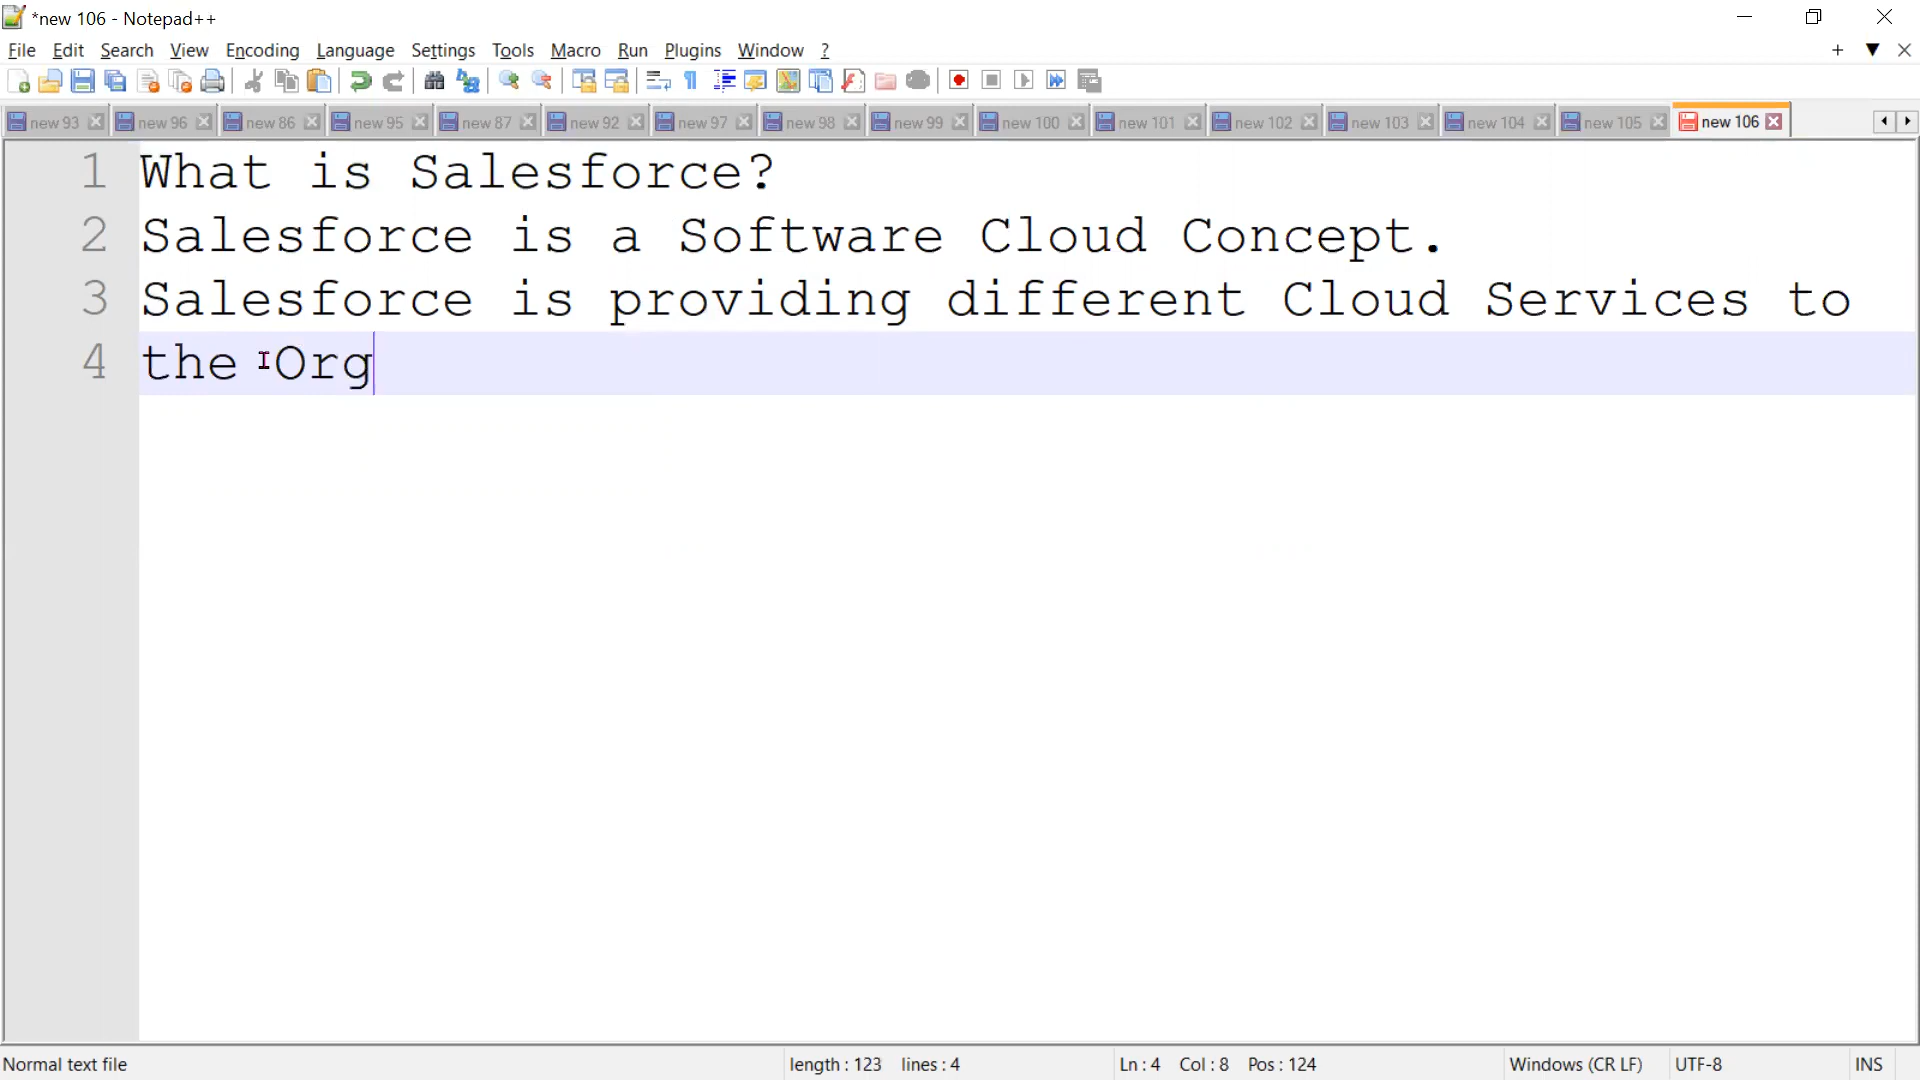 *new 106 - Notepad++
File Edit Search View Encoding Language Settings Tools Macro Run Plugins Window ?
new 93 new 96 new 86 new 95 new 87 new 92 new 97 new 98 new 99 new 100 new 101 new 102 new 103 new 104 new 105 new 106
1 What is Salesforce?
2 Salesforce is a Software Cloud Concept.
3 Salesforce is providing different Cloud Services to
4 the Org
Normal text file length : 123 lines : 4 Ln : 4 Col : 8 Pos : 124 Windows (CR LF) UTF-8 INS